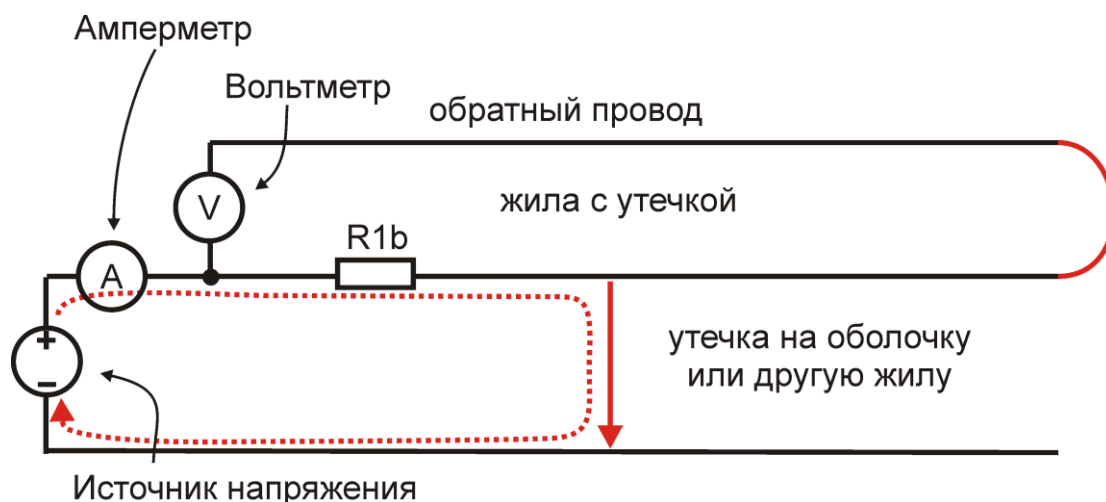 Амперметр
Вольтметр
обратный провод
V
жила с утечкой
R1b
A
+
−
утечка на оболочку
или другую жилу
Источник напряжения